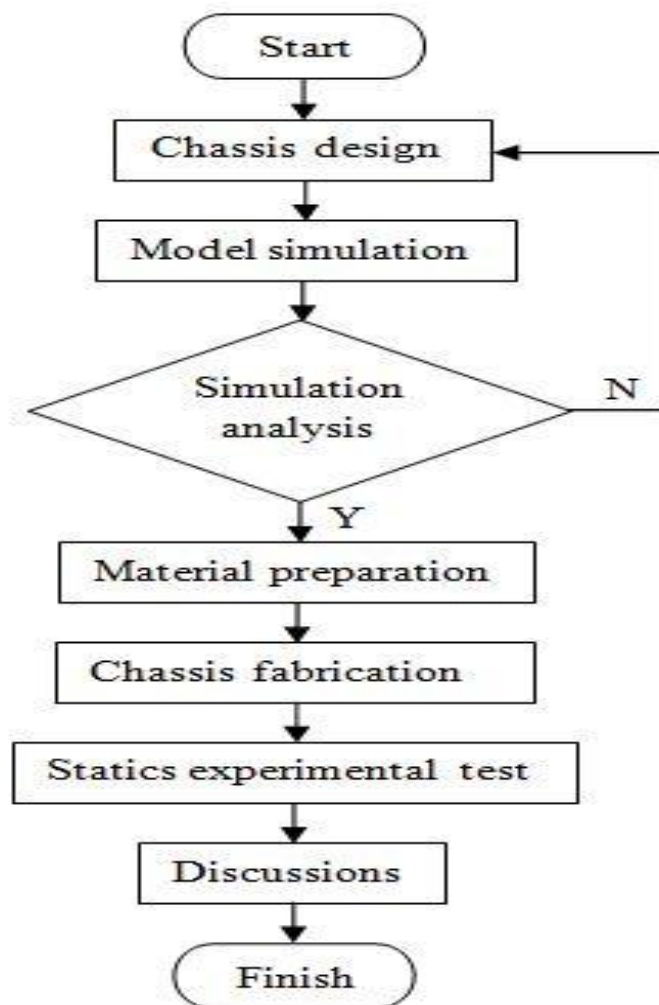 Start
Chassis design
Model simulation
Simulation
analysis
N
Y
Material preparation
Chassis fabrication
Statics experimental test
Discussions
Finish